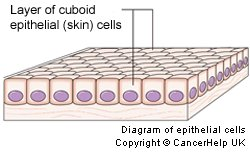 Layer of cuboid
epithelial (skin) cells
Diagram of epithelial cells
Copyright © CancerHelp UK